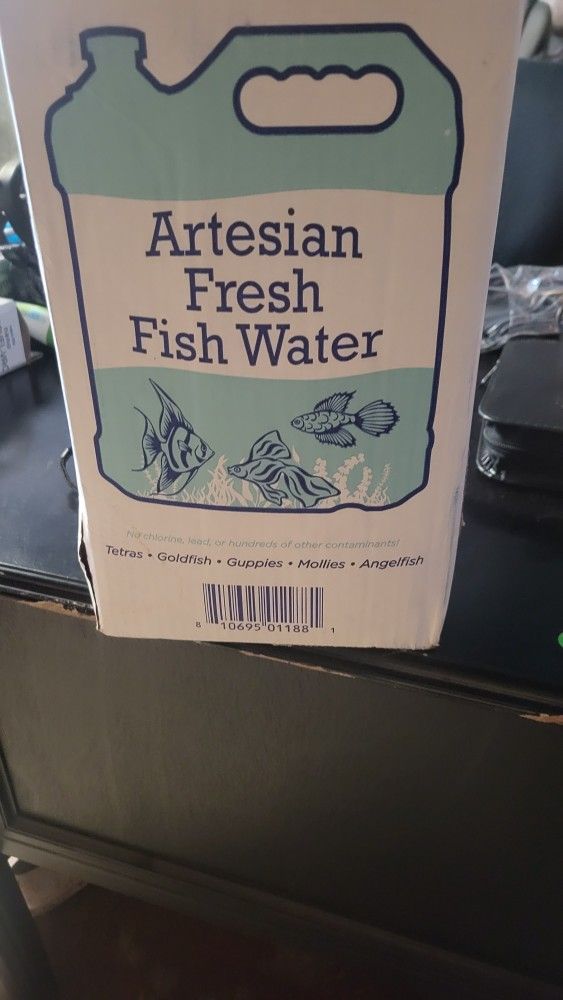 Artesian
Fresh
Fish Water
No chlorine, lead, or hundreds of other contaminants!
Tetras • Goldfish • Guppies • Mollies • Angelfish
8 10695 01188 1